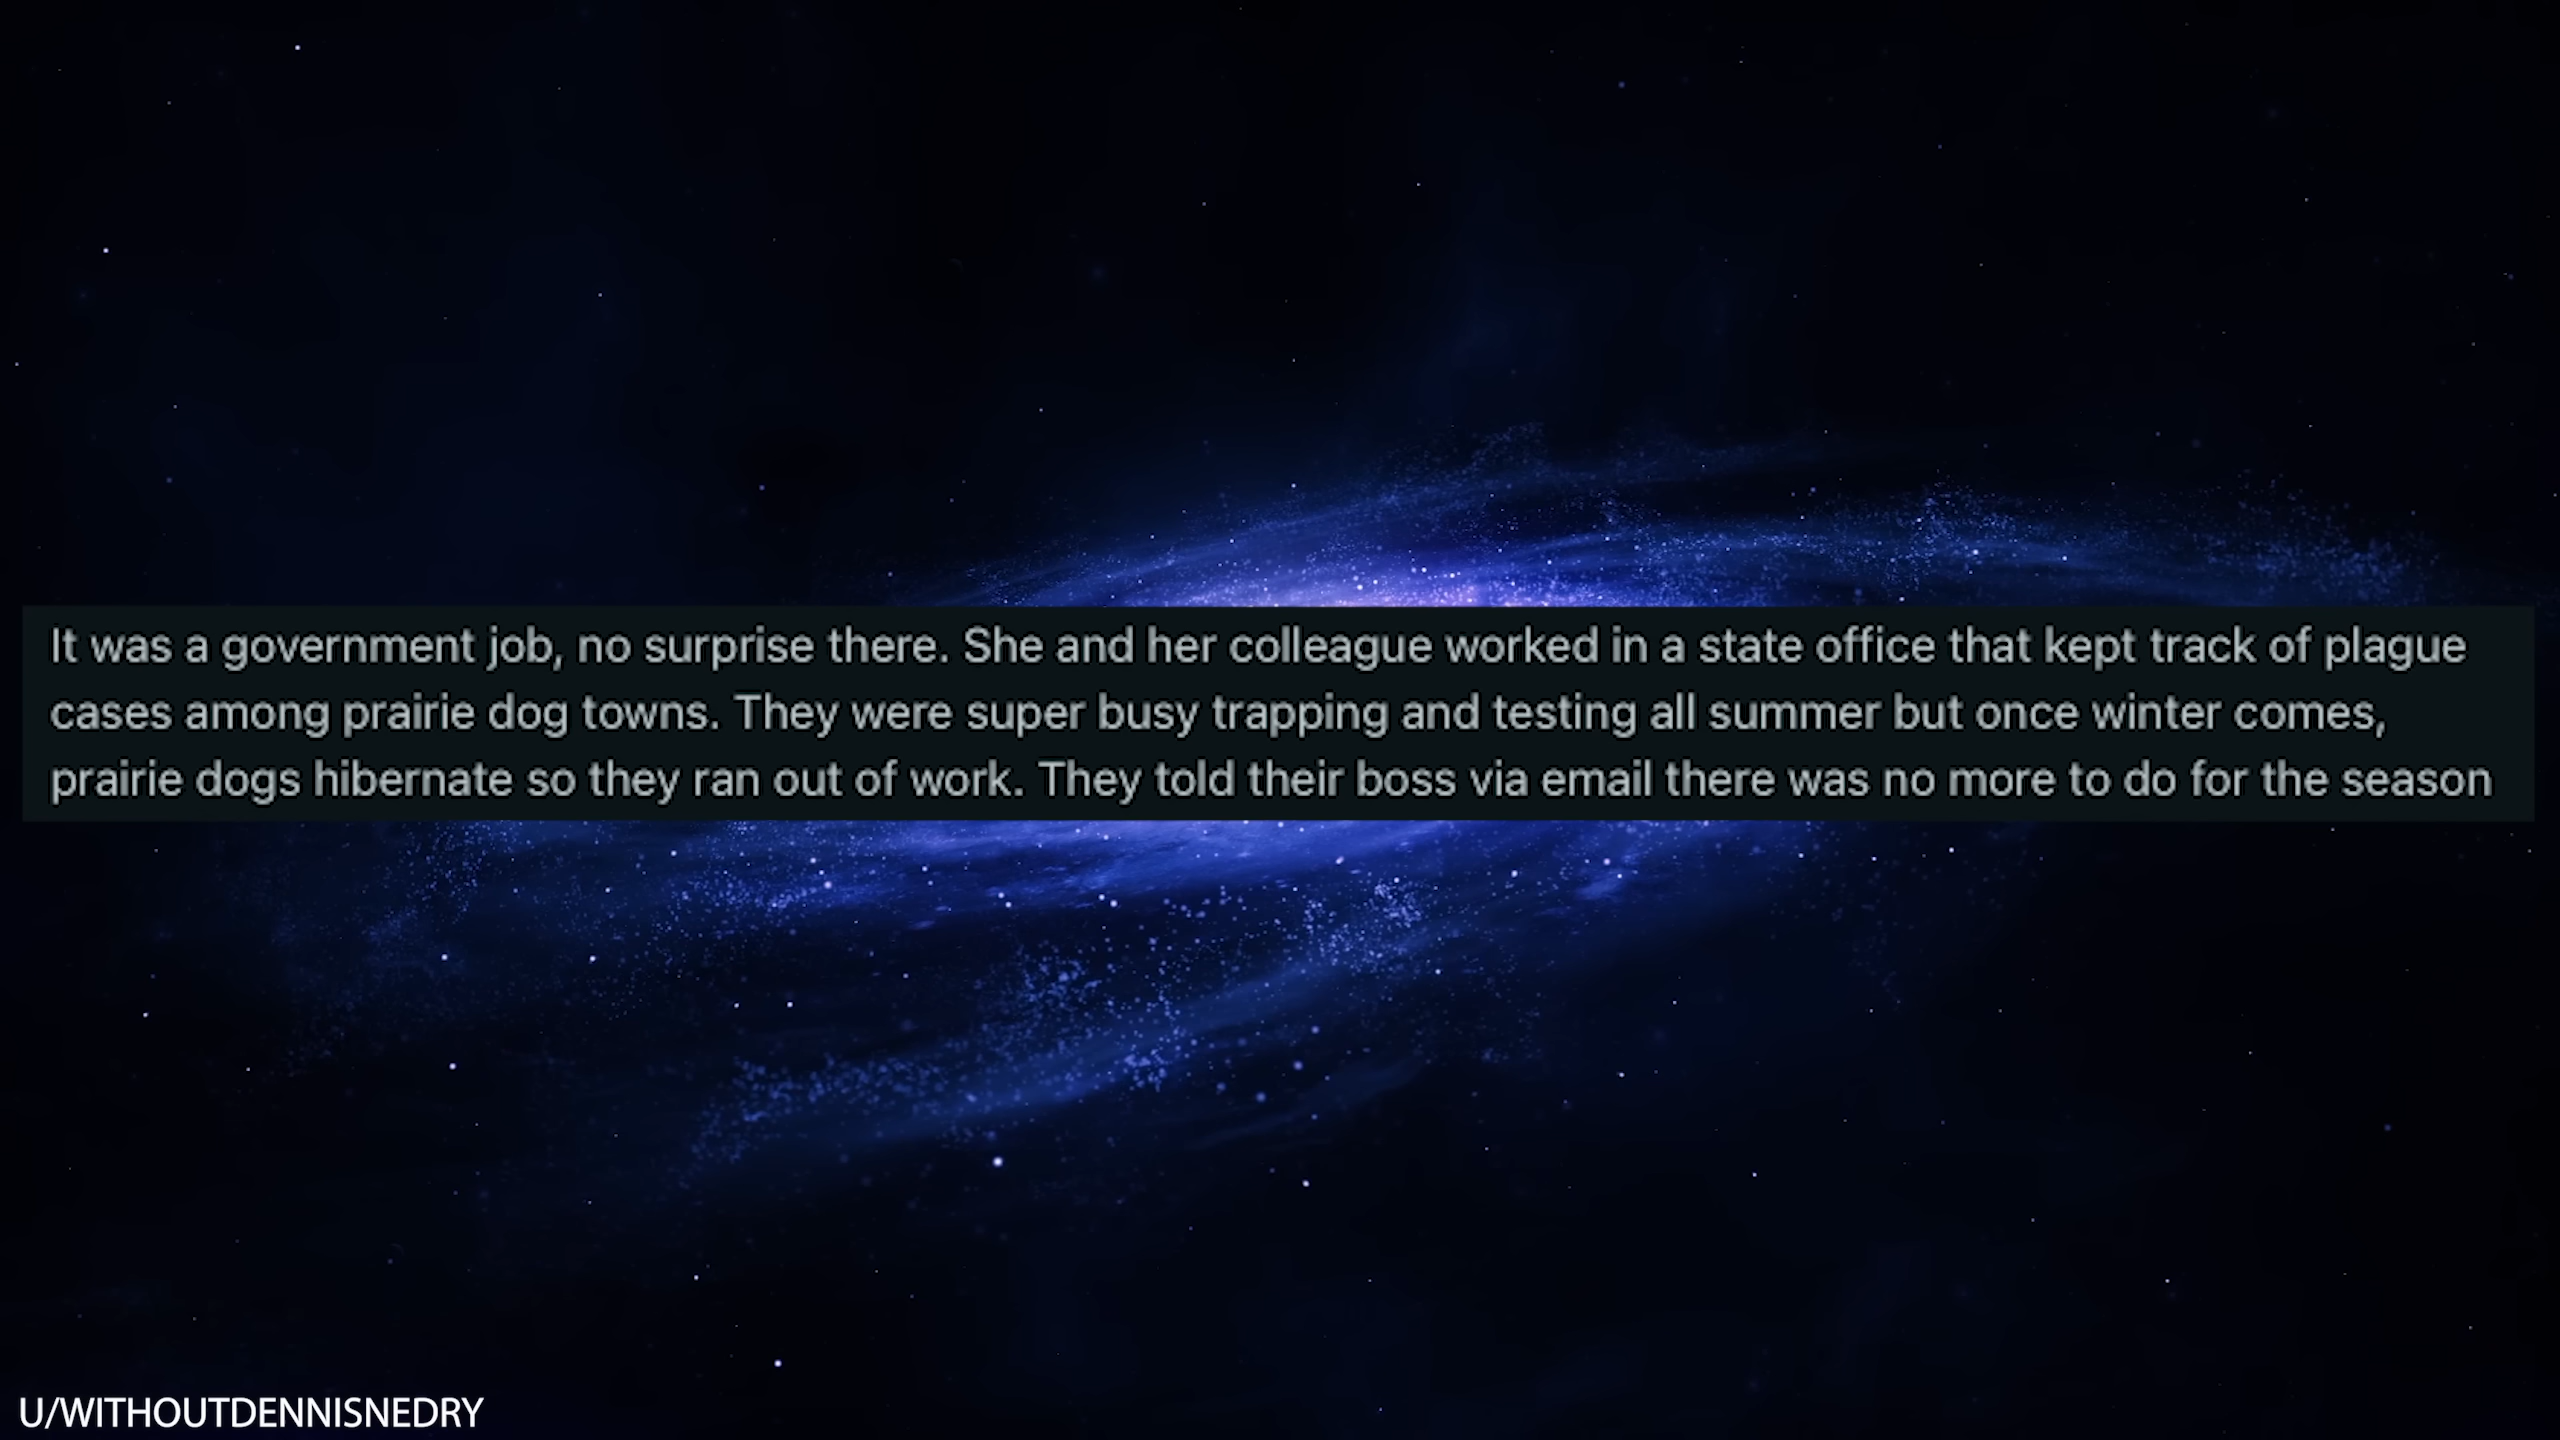 It was a government job, no surprise there. She and her colleague worked in a state office that kept track of plague
cases among prairie dog towns. They were super busy trapping and testing all summer but once winter comes,
prairie dogs hibernate so they ran out of work. They told their boss via email there was no more to do for the season
U/WITHOUTDENNISNEDRY